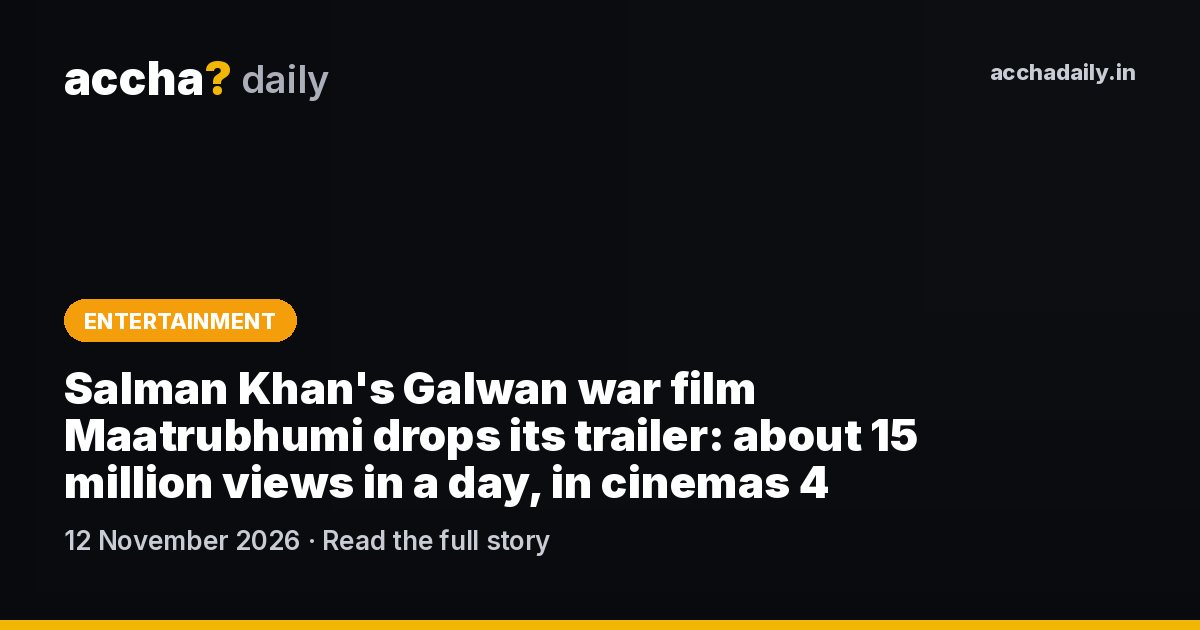 accha? daily
acchadaily.in
ENTERTAINMENT
Salman Khan's Galwan war film
Maatrubhumi drops its trailer: about 15
million views in a day, in cinemas 4
12 November 2026 · Read the full story